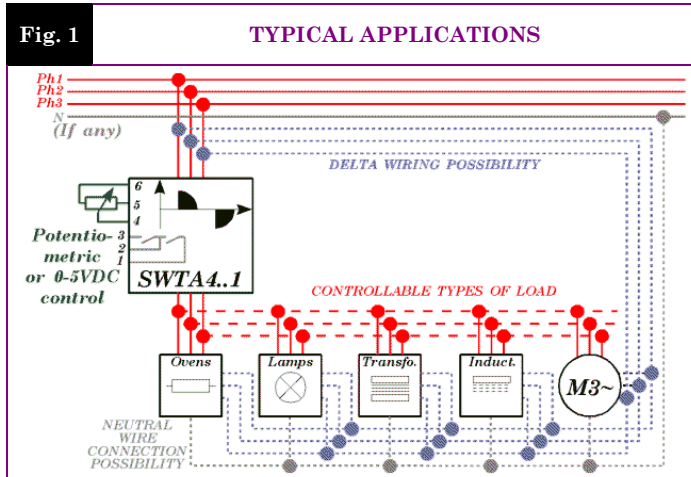 Fig. 1
TYPICAL APPLICATIONS
Ph1
Ph2
Ph3
N
(If any)
DELTA WIRING POSSIBILITY
6
5
4
3
2
1
Potentio-
metric
or 0-5VDC
control
SWTA4..1
CONTROLLABLE TYPES OF LOAD
Ovens
Lamps
Transfo.
Induct.
M3~
NEUTRAL
WIRE
CONNECTION
POSSIBILITY